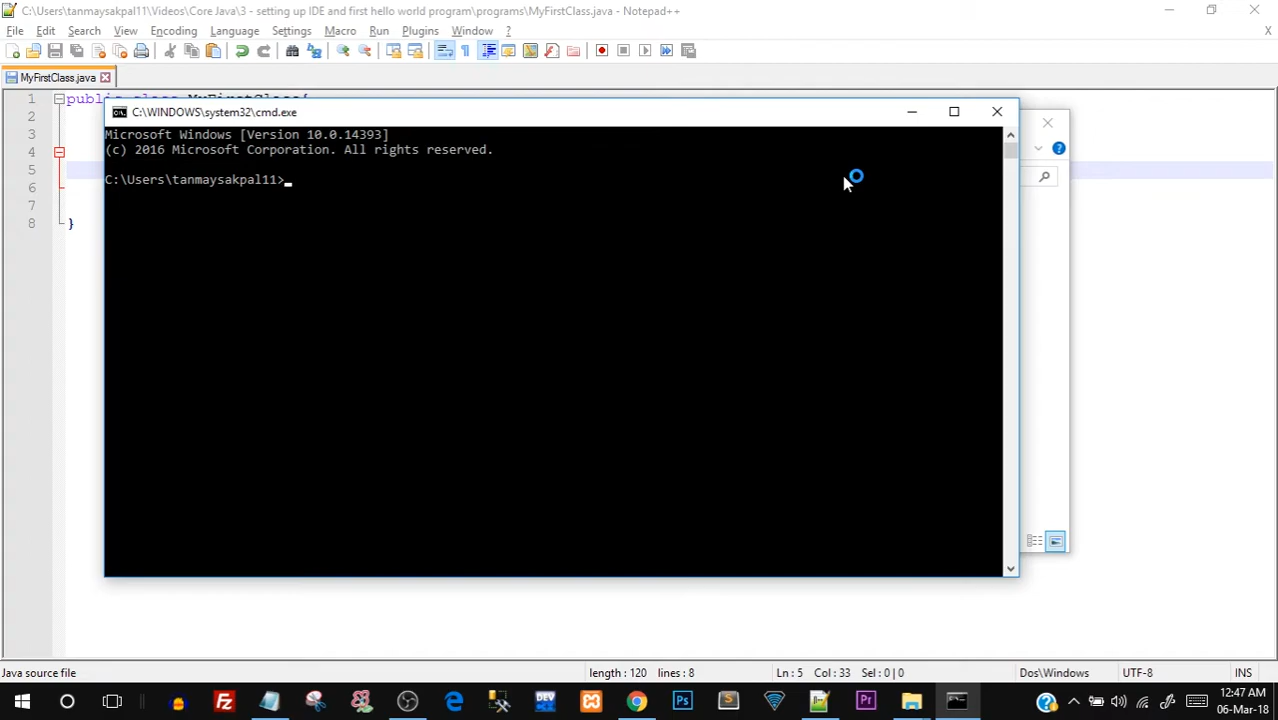 C:\Users\tanmaysakpal11\Videos\Core Java\3 - setting up IDE and first hello world program\programs\MyFirstClass.java - Notepad++
File Edit Search View Encoding Language Settings Macro Run Plugins Window ?
X
MyFirstClass.java
1 public class MyFirstClass{
2
3
4
5
6
7
8 }
C:\WINDOWS\system32\cmd.exe
Microsoft Windows [Version 10.0.14393]
(c) 2016 Microsoft Corporation. All rights reserved.
C:\Users\tanmaysakpal11>
Java source file length : 120 lines : 8 Ln : 5 Col : 33 Sel : 0 | 0 Dos\Windows UTF-8 INS
12:47 AM
06-Mar-18